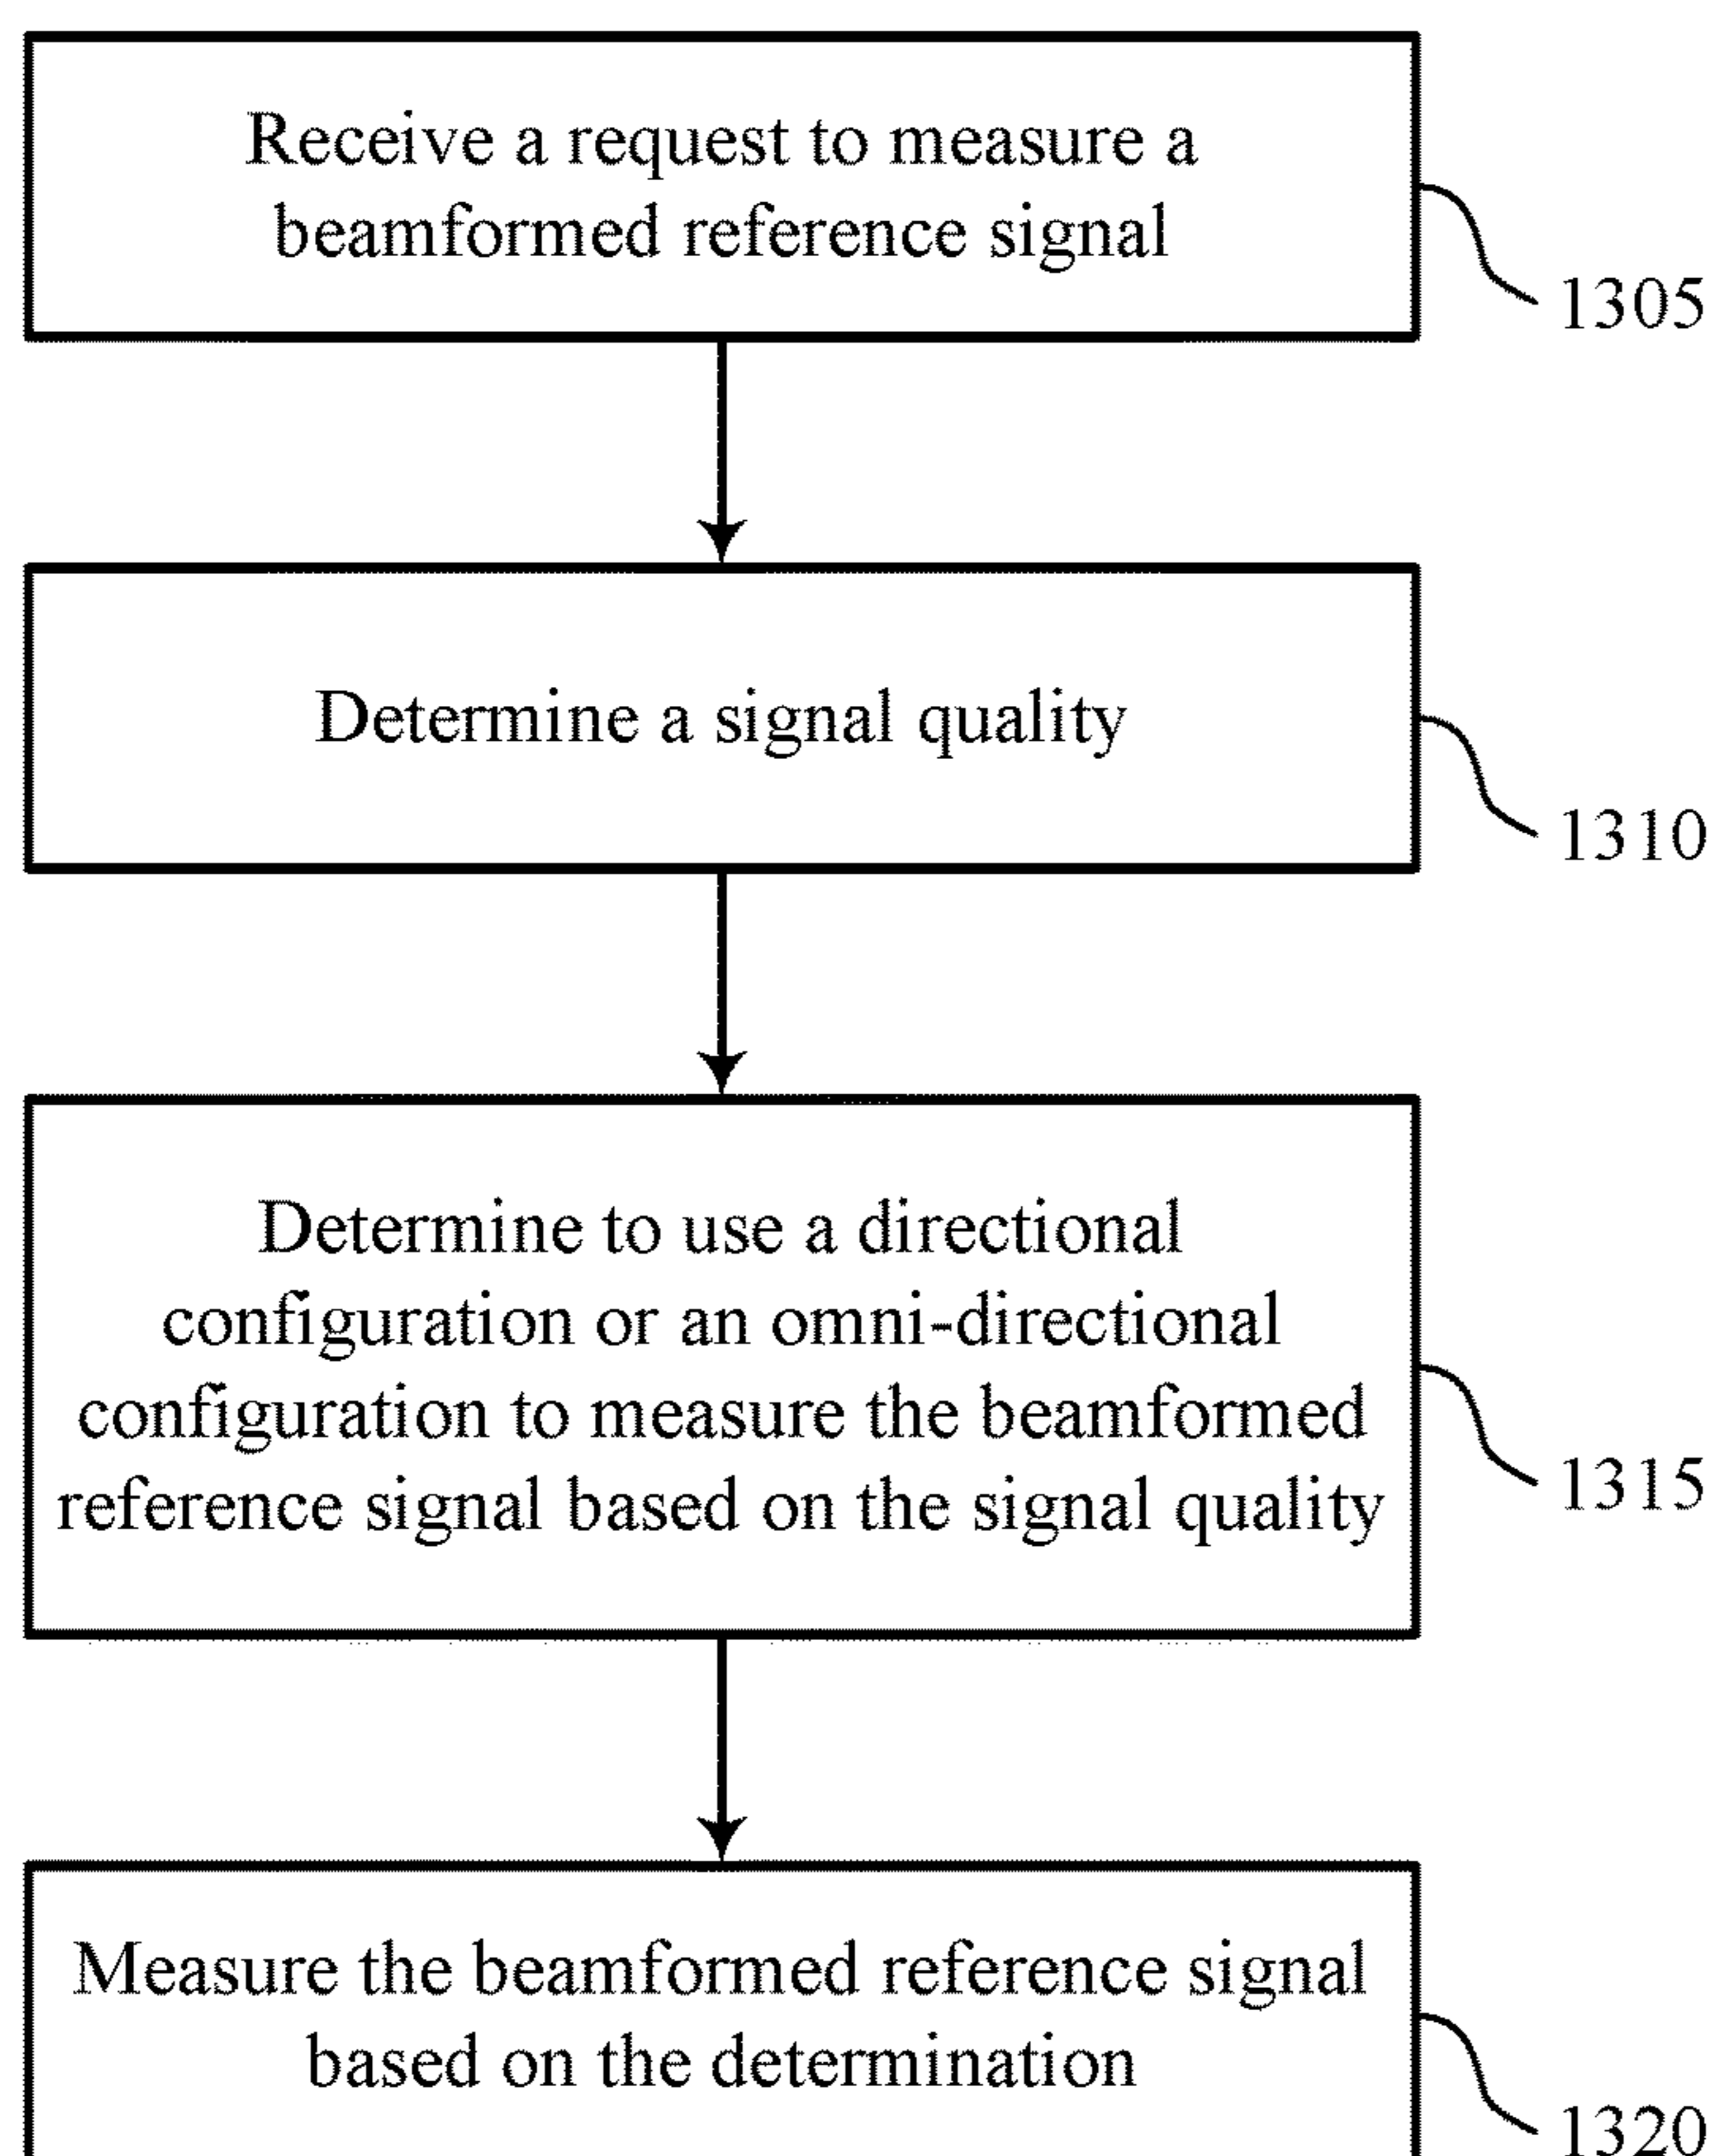 Receive a request to measure a
beamformed reference signal
1305
Determine a signal quality
1310
Determine to use a directional
configuration or an omni-directional
configuration to measure the beamformed
reference signal based on the signal quality
1315
Measure the beamformed reference signal
based on the determination
1320